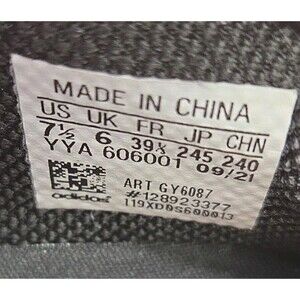 MADE IN CHINA
US UK FR JP CHN
7½ 6 39⅓ 245 240
YYA 606001 09/21
ART GY6087
#128923377
adidas 119XD0S600013